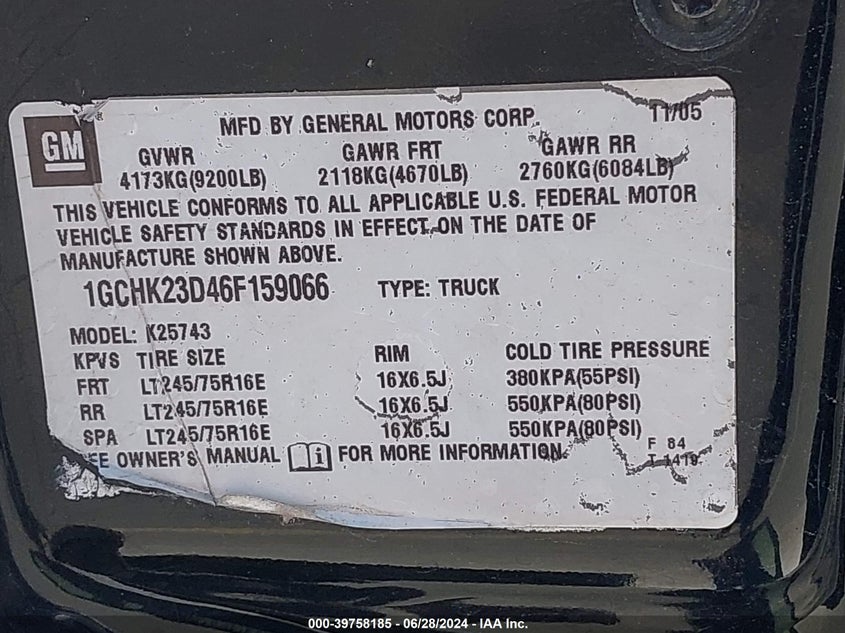 GM
MFD BY GENERAL MOTORS CORP. 11/05
GVWR GAWR FRT GAWR RR
4173KG(9200LB) 2118KG(4670LB) 2760KG(6084LB)
THIS VEHICLE CONFORMS TO ALL APPLICABLE U.S. FEDERAL MOTOR
VEHICLE SAFETY STANDARDS IN EFFECT ON THE DATE OF
MANUFACTURE SHOWN ABOVE.
1GCHK23D46F159066 TYPE: TRUCK
MODEL: K25743
KPVS TIRE SIZE RIM COLD TIRE PRESSURE
FRT LT245/75R16E 16X6.5J 380KPA(55PSI)
RR LT245/75R16E 16X6.5J 550KPA(80PSI)
SPA LT245/75R16E 16X6.5J 550KPA(80PSI)
EE OWNER'S MANUAL FOR MORE INFORMATION.
F 84
T 1419
000-39758185 - 06/28/2024 - IAA Inc.